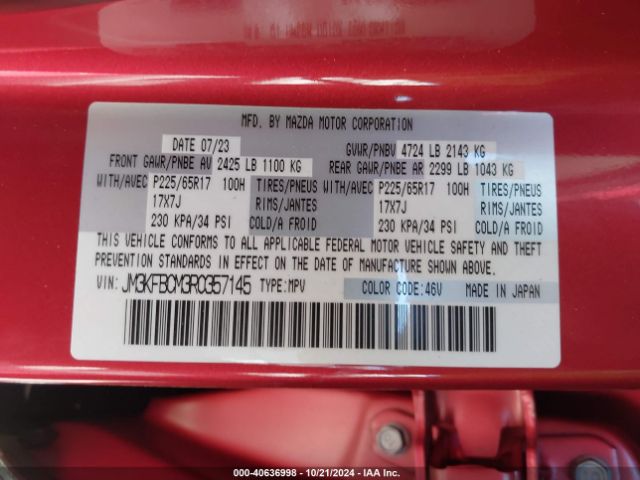 MFD. BY MAZDA MOTOR CORPORATION
DATE 07/23 GVWR/PNBV 4724 LB 2143 KG
FRONT GAWR/PNBE AV 2425 LB 1100 KG REAR GAWR/PNBE AR 2299 LB 1043 KG
WITH/AVEC P225/65R17 100H TIRES/PNEUS WITH/AVEC P225/65R17 100H TIRES/PNEUS
17X7J RIMS/JANTES 17X7J RIMS/JANTES
230 KPA/34 PSI COLD/A FROID 230 KPA/34 PSI COLD/A FROID
THIS VEHICLE CONFORMS TO ALL APPLICABLE FEDERAL MOTOR VEHICLE SAFETY AND THEFT
PREVENTION STANDARDS IN EFFECT ON THE DATE OF MANUFACTURE SHOWN ABOVE.
VIN: JM3KFBCM3R0357145 TYPE:MPV COLOR CODE:46V MADE IN JAPAN
000-40636998 - 10/21/2024 - IAA Inc.